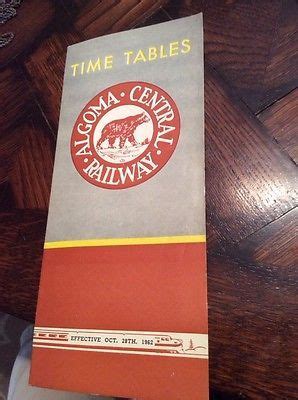 TIME TABLES
ALGOMA · CENTRAL · RAILWAY ·
EFFECTIVE OCT. 28TH, 1962